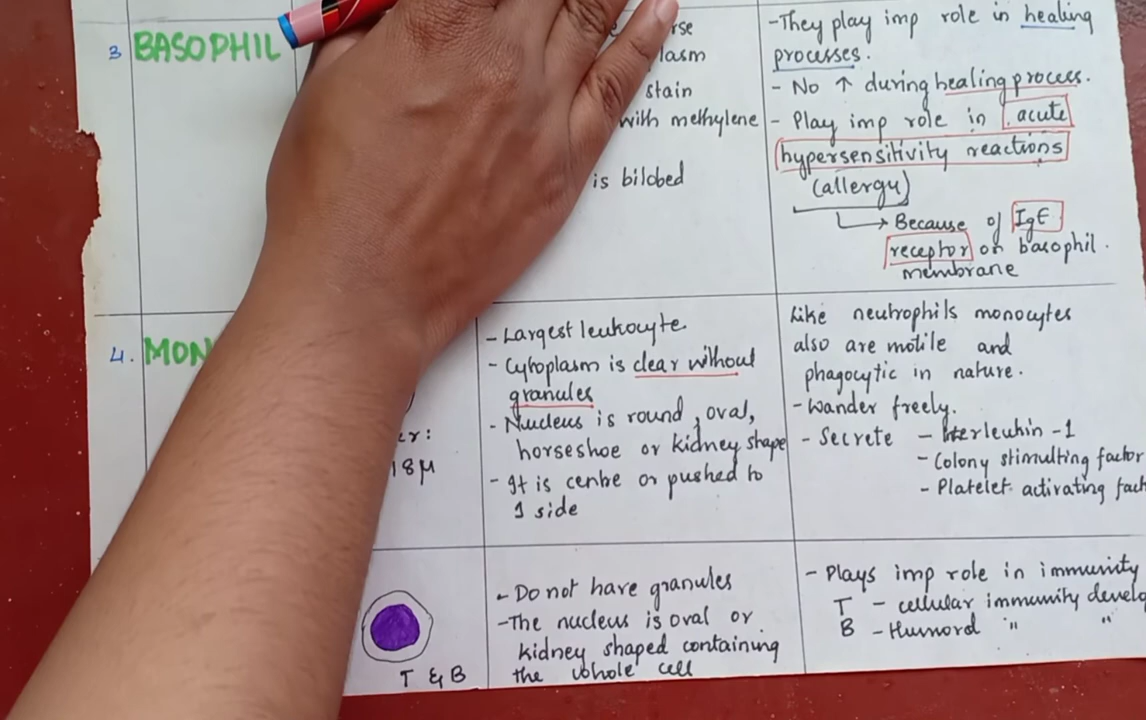 3 BASOPHIL
rse
lasm
stain
with methylene
is bilobed
- They play imp role in healing
processes.
- No ↑ during healing process.
- Play imp role in acute
hypersensitivity reactions
(allergy)
→ Because of IgE
receptor on basophil.
membrane
4. MON
er:
18μ
- Largest leukocyte
- Cytoplasm is clear without
granules
- Nucleus is round, oval,
horseshoe or kidney shape
- It is centre or pushed to
1 side
Like neutrophils monocytes
also are motile and
phagocytic in nature.
- Wander freely.
- Secrete - Interleukin -1
- Colony stimulting factor
- Platelet activating fact
T & B
- Do not have granules
- The nucleus is oval or
kidney shaped containing
the whole cell
- Plays imp role in immunity
T - cellular immunity develo
B - Humoral " "